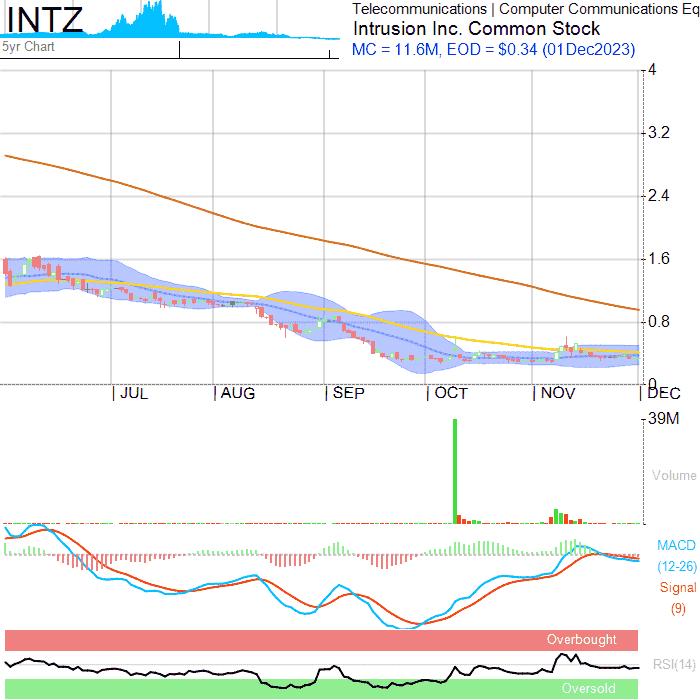 INTZ
5yr Chart
Telecommunications | Computer Communications Eq
Intrusion Inc. Common Stock
MC = 11.6M, EOD = $0.34 (01Dec2023)
4
3.2
2.4
1.6
0.8
0
JUL
AUG
SEP
OCT
NOV
DEC
39M
Volume
MACD
(12-26)
Signal
(9)
Overbought
RSI(14)
Oversold